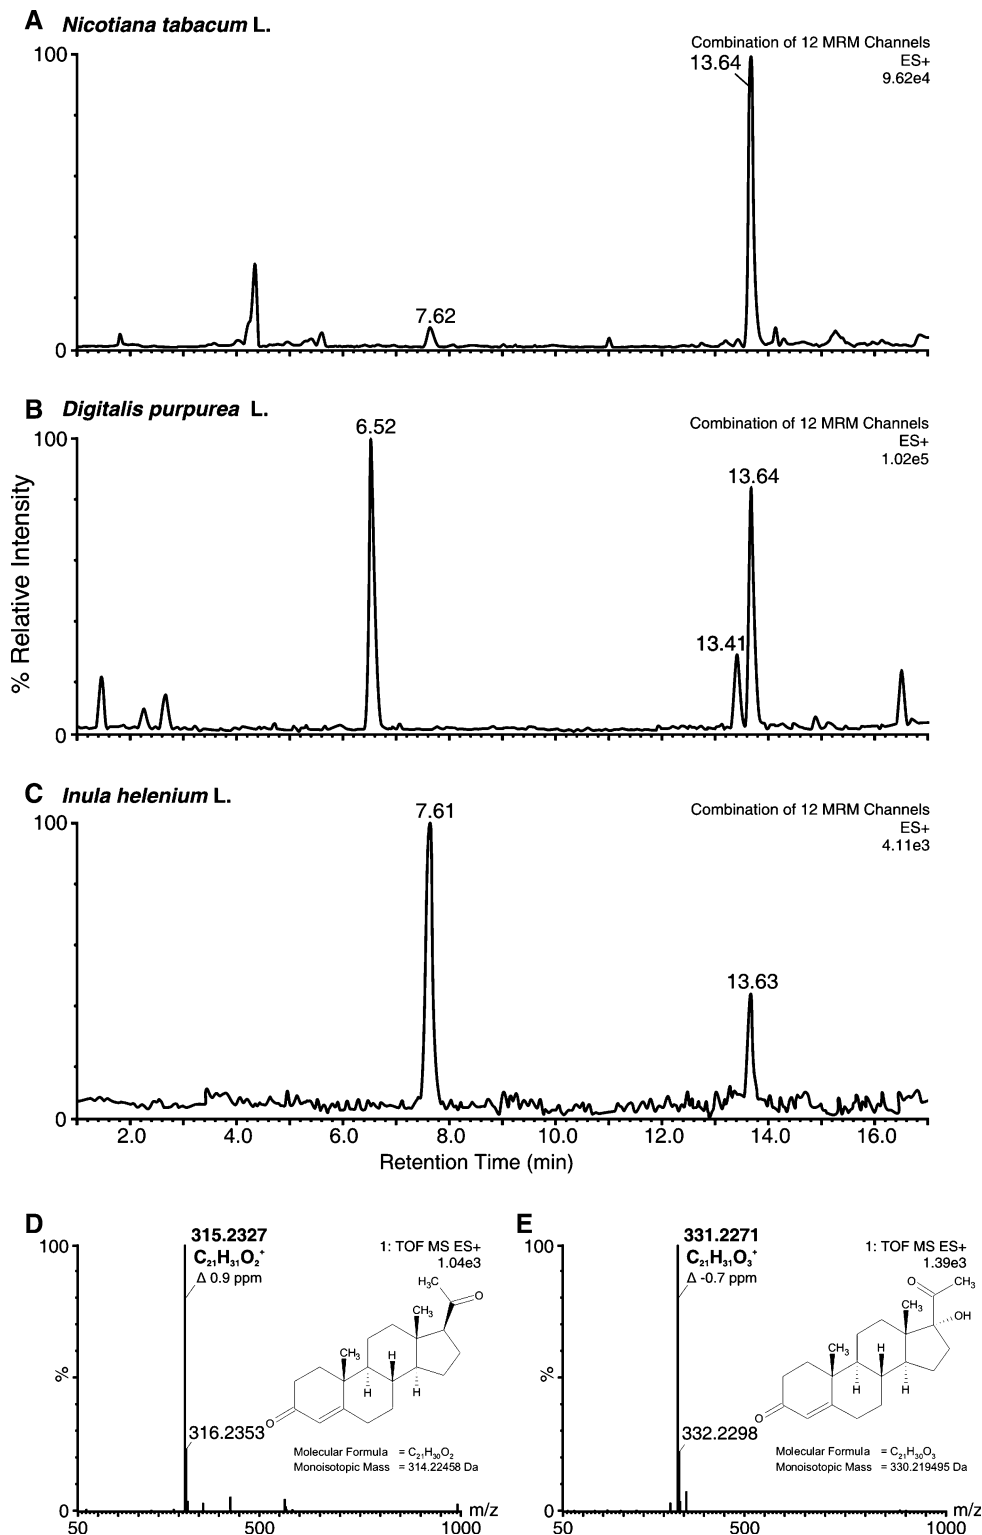 A Nicotiana tabacum L.
Combination of 12 MRM Channels
ES+
9.62e4
100
13.64
7.62
0
B Digitalis purpurea L.
Combination of 12 MRM Channels
ES+
1.02e5
100
6.52
13.64
13.41
0
% Relative Intensity
C Inula helenium L.
Combination of 12 MRM Channels
ES+
4.11e3
100
7.61
13.63
0
2.0 4.0 6.0 8.0 10.0 12.0 14.0 16.0
Retention Time (min)
D
100
315.2327
C₂₁H₃₁O₂⁺
Δ 0.9 ppm
1: TOF MS ES+
1.04e3
H₃C
O
CH₃
CH₃
H
H
H
O
%
316.2353
Molecular Formula = C₂₁H₃₀O₂
Monoisotopic Mass = 314.22458 Da
0
m/z
50 500 1000
E
100
331.2271
C₂₁H₃₁O₃⁺
Δ -0.7 ppm
1: TOF MS ES+
1.39e3
O
CH₃
CH₃
OH
CH₃
H
H
H
O
%
332.2298
Molecular Formula = C₂₁H₃₀O₃
Monoisotopic Mass = 330.219495 Da
0
m/z
50 500 1000